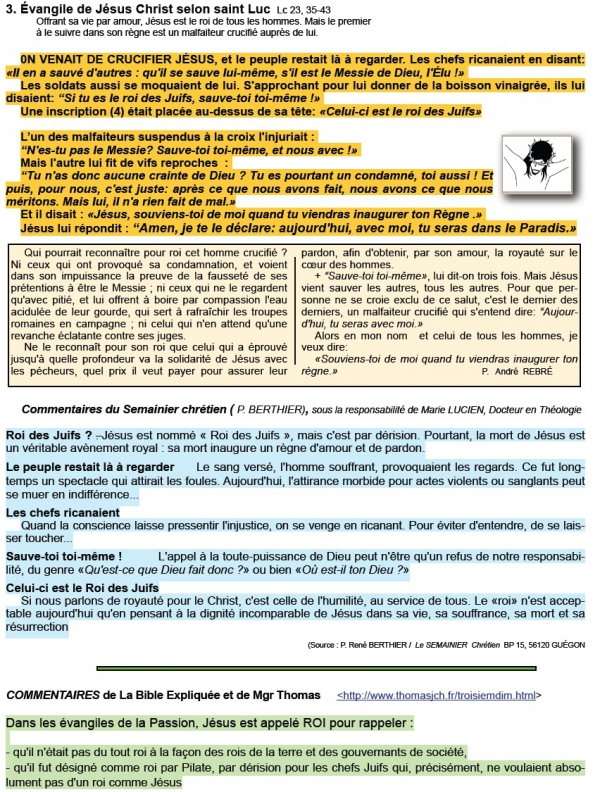 3. Évangile de Jésus Christ selon saint Luc Lc 23, 35-43
Offrant sa vie par amour, Jésus est le roi de tous les hommes. Mais le premier
à le suivre dans son règne est un malfaiteur crucifié auprès de lui.
0N VENAIT DE CRUCIFIER JÉSUS, et le peuple restait là à regarder. Les chefs ricanaient en disant:
«Il en a sauvé d'autres : qu'il se sauve lui-même, s'il est le Messie de Dieu, l'Élu !»
Les soldats aussi se moquaient de lui. S'approchant pour lui donner de la boisson vinaigrée, ils lui
disaient: “Si tu es le roi des Juifs, sauve-toi toi-même !»
Une inscription (4) était placée au-dessus de sa tête: «Celui-ci est le roi des Juifs»
L'un des malfaiteurs suspendus à la croix l'injuriait :
“N'es-tu pas le Messie? Sauve-toi toi-même, et nous avec !»
Mais l'autre lui fit de vifs reproches :
“Tu n'as donc aucune crainte de Dieu ? Tu es pourtant un condamné, toi aussi ! Et
puis, pour nous, c'est juste: après ce que nous avons fait, nous avons ce que nous
méritons. Mais lui, il n'a rien fait de mal.»
Et il disait : «Jésus, souviens-toi de moi quand tu viendras inaugurer ton Règne .»
Jésus lui répondit : “Amen, je te le déclare: aujourd'hui, avec moi, tu seras dans le Paradis.»
Qui pourrait reconnaître pour roi cet homme crucifié ?
Ni ceux qui ont provoqué sa condamnation, et voient
dans son impuissance la preuve de la fausseté de ses
prétentions à être le Messie ; ni ceux qui ne le regardent
qu'avec pitié, et lui offrent à boire par compassion l'eau
acidulée de leur gourde, qui sert à rafraîchir les troupes
romaines en campagne ; ni celui qui n'en attend qu'une
revanche éclatante contre ses juges.
Ne le reconnaît pour son roi que celui qui a éprouvé
jusqu'à quelle profondeur va la solidarité de Jésus avec
les pécheurs, quel prix il veut payer pour assurer leur
pardon, afin d'obtenir, par son amour, la royauté sur le
cœur des hommes.
+ “Sauve-toi toi-même», lui dit-on trois fois. Mais Jésus
vient sauver les autres, tous les autres. Pour que per-
sonne ne se croie exclu de ce salut, c'est le dernier des
derniers, un malfaiteur crucifié qui s'entend dire: “Aujour-
d'hui, tu seras avec moi.»
Alors en mon nom et celui de tous les hommes, je
veux dire:
«Souviens-toi de moi quand tu viendras inaugurer ton
règne.» P. André REBRÉ
Commentaires du Semainier chrétien ( P. BERTHIER), sous la responsabilité de Marie LUCIEN, Docteur en Théologie
Roi des Juifs ? -Jésus est nommé « Roi des Juifs », mais c'est par dérision. Pourtant, la mort de Jésus est
un véritable avènement royal : sa mort inaugure un règne d'amour et de pardon.
Le peuple restait là à regarder Le sang versé, l'homme souffrant, provoquaient les regards. Ce fut long-
temps un spectacle qui attirait les foules. Aujourd'hui, l'attirance morbide pour actes violents ou sanglants peut
se muer en indifférence...
Les chefs ricanaient
Quand la conscience laisse pressentir l'injustice, on se venge en ricanant. Pour éviter d'entendre, de se lais-
ser toucher...
Sauve-toi toi-même ! L'appel à la toute-puissance de Dieu peut n'être qu'un refus de notre responsabi-
lité, du genre «Qu'est-ce que Dieu fait donc ?» ou bien «Où est-il ton Dieu ?»
Celui-ci est le Roi des Juifs
Si nous parlons de royauté pour le Christ, c'est celle de l'humilité, au service de tous. Le «roi» n'est accep-
table aujourd'hui qu'en pensant à la dignité incomparable de Jésus dans sa vie, sa souffrance, sa mort et sa
résurrection
(Source : P. René BERTHIER / Le SEMAINIER Chrétien BP 15, 56120 GUÉGON
COMMENTAIRES de La Bible Expliquée et de Mgr Thomas <http://www.thomasjch.fr/troisiemdim.html>
Dans les évangiles de la Passion, Jésus est appelé ROI pour rappeler :
- qu'il n'était pas du tout roi à la façon des rois de la terre et des gouvernants de société,
- qu'il fut désigné comme roi par Pilate, par dérision pour les chefs Juifs qui, précisément, ne voulaient abso-
lument pas d'un roi comme Jésus